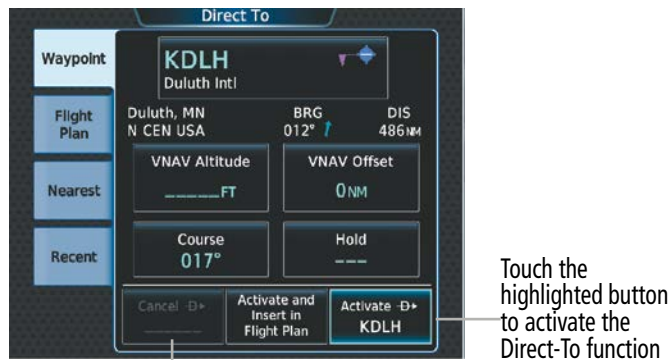 Direct To
Waypoint
KDLH
Duluth Intl
Flight
Plan
Duluth, MN
N CEN USA
BRG
012°
DIS
486NM
Nearest
VNAV Altitude
_____FT
VNAV Offset
0NM
Recent
Course
017°
Hold
---
Cancel -D->
______
Activate and
Insert in
Flight Plan
Activate -D->
KDLH
Touch the
highlighted button
to activate the
Direct-To function